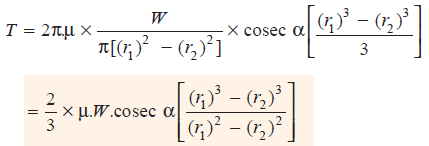 T = 2πμ × W / π[(r₁)² − (r₂)²] × cosec α [ (r₁)³ − (r₂)³ / 3 ]
= 2/3 × μ.W.cosec α [ (r₁)³ − (r₂)³ / (r₁)² − (r₂)² ]